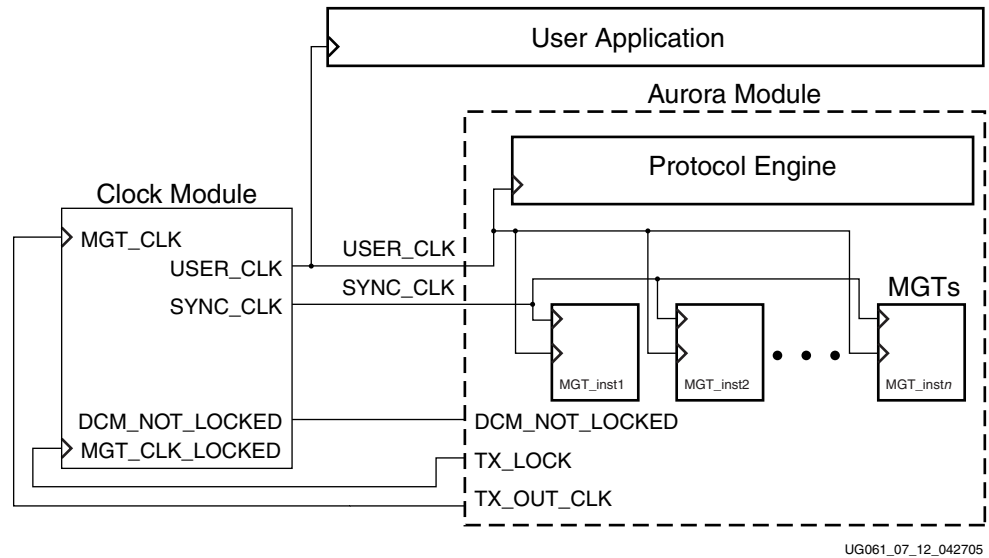 User Application
Aurora Module
Protocol Engine
Clock Module
MGT_CLK
USER_CLK
USER_CLK
SYNC_CLK
SYNC_CLK
MGTs
MGT_inst1
MGT_inst2
MGT_instn
DCM_NOT_LOCKED
DCM_NOT_LOCKED
MGT_CLK_LOCKED
TX_LOCK
TX_OUT_CLK
UG061_07_12_042705